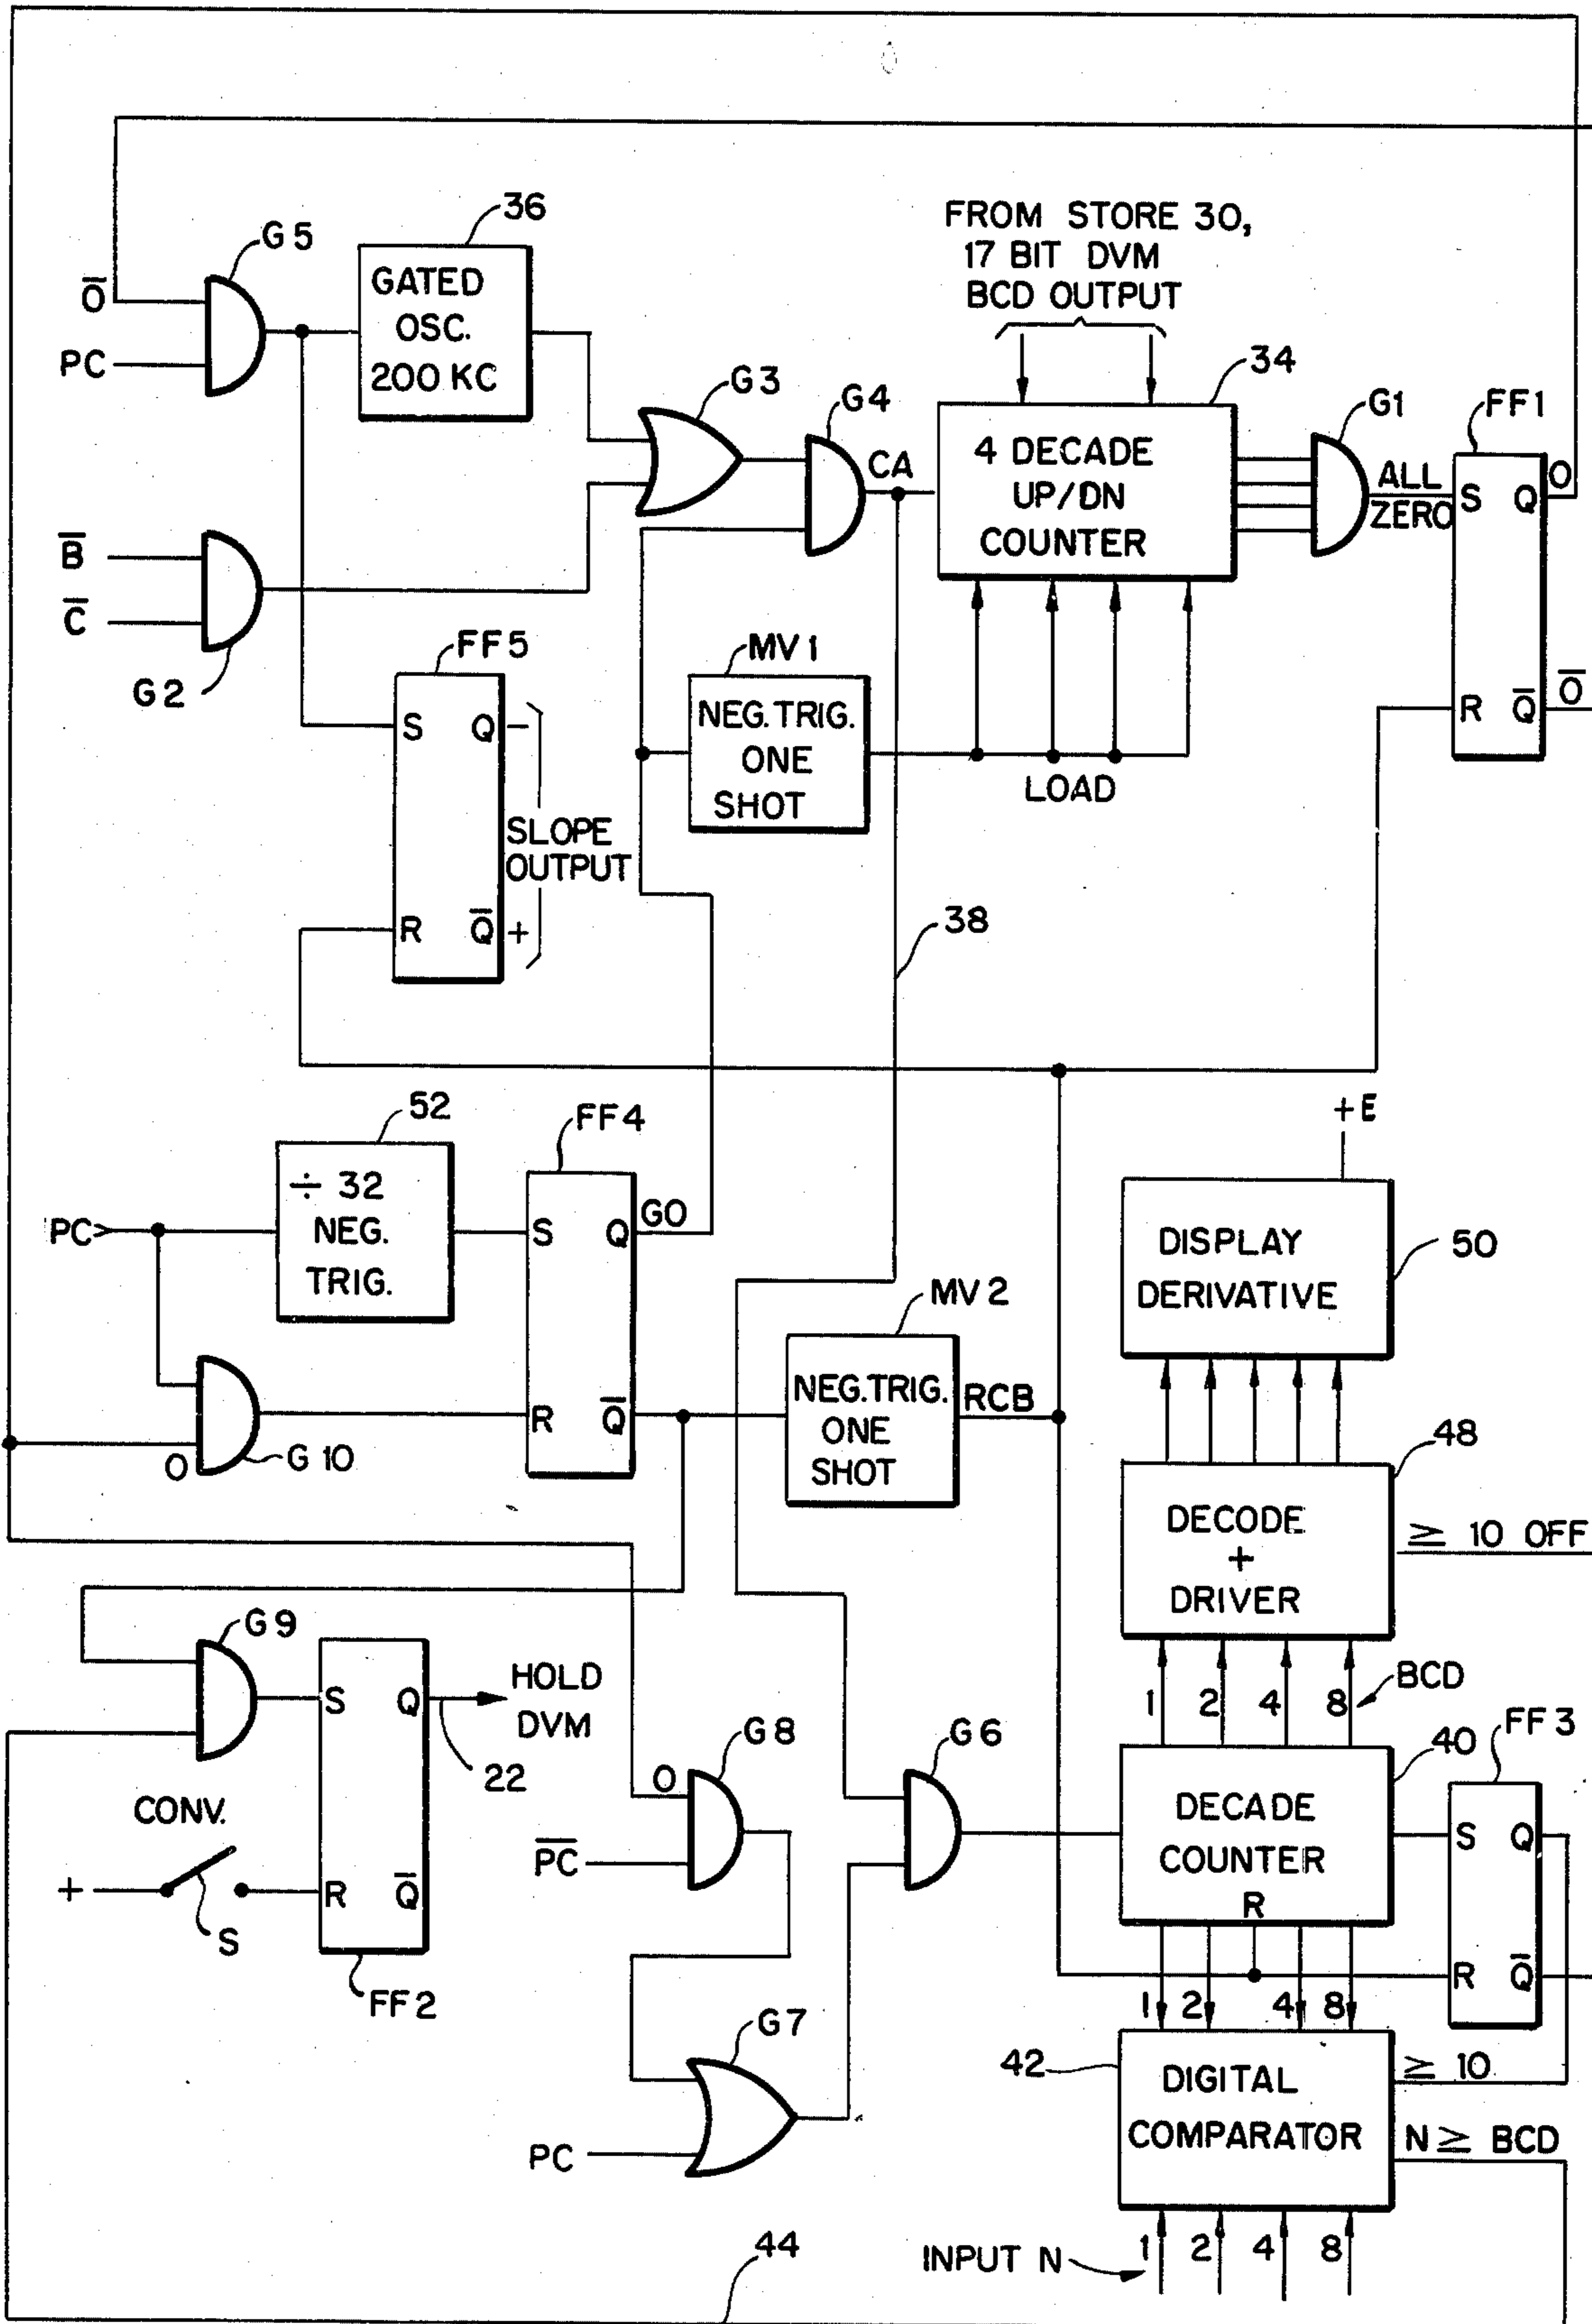 36
FROM STORE 30,
17 BIT DVM
BCD OUTPUT
G5
O̅
PC
GATED
OSC.
200 KC
G3
G4
CA
34
4 DECADE
UP/DN
COUNTER
G1
ALL
ZERO
FF1
S Q O
R Q̅ O̅
B̅
C̅
G2
FF5
S Q −
SLOPE
OUTPUT
R Q̅ +
MV1
NEG. TRIG.
ONE
SHOT
LOAD
38
52
÷ 32
NEG.
TRIG.
PC
FF4
S Q GO
R Q̅
O
G10
+E
DISPLAY
DERIVATIVE
50
MV2
NEG. TRIG.
ONE
SHOT
RCB
48
DECODE
+
DRIVER
≥ 10 OFF
G9
S Q
HOLD
DVM
22
CONV.
+
S
R Q̅
FF2
G8
O
P̅C̅
G6
1 2 4 8
BCD
40
DECADE
COUNTER
R
FF3
S Q
R Q̅
1 2 4 8
G7
PC
42
DIGITAL
COMPARATOR
≥ 10
N ≥ BCD
INPUT N
1 2 4 8
44